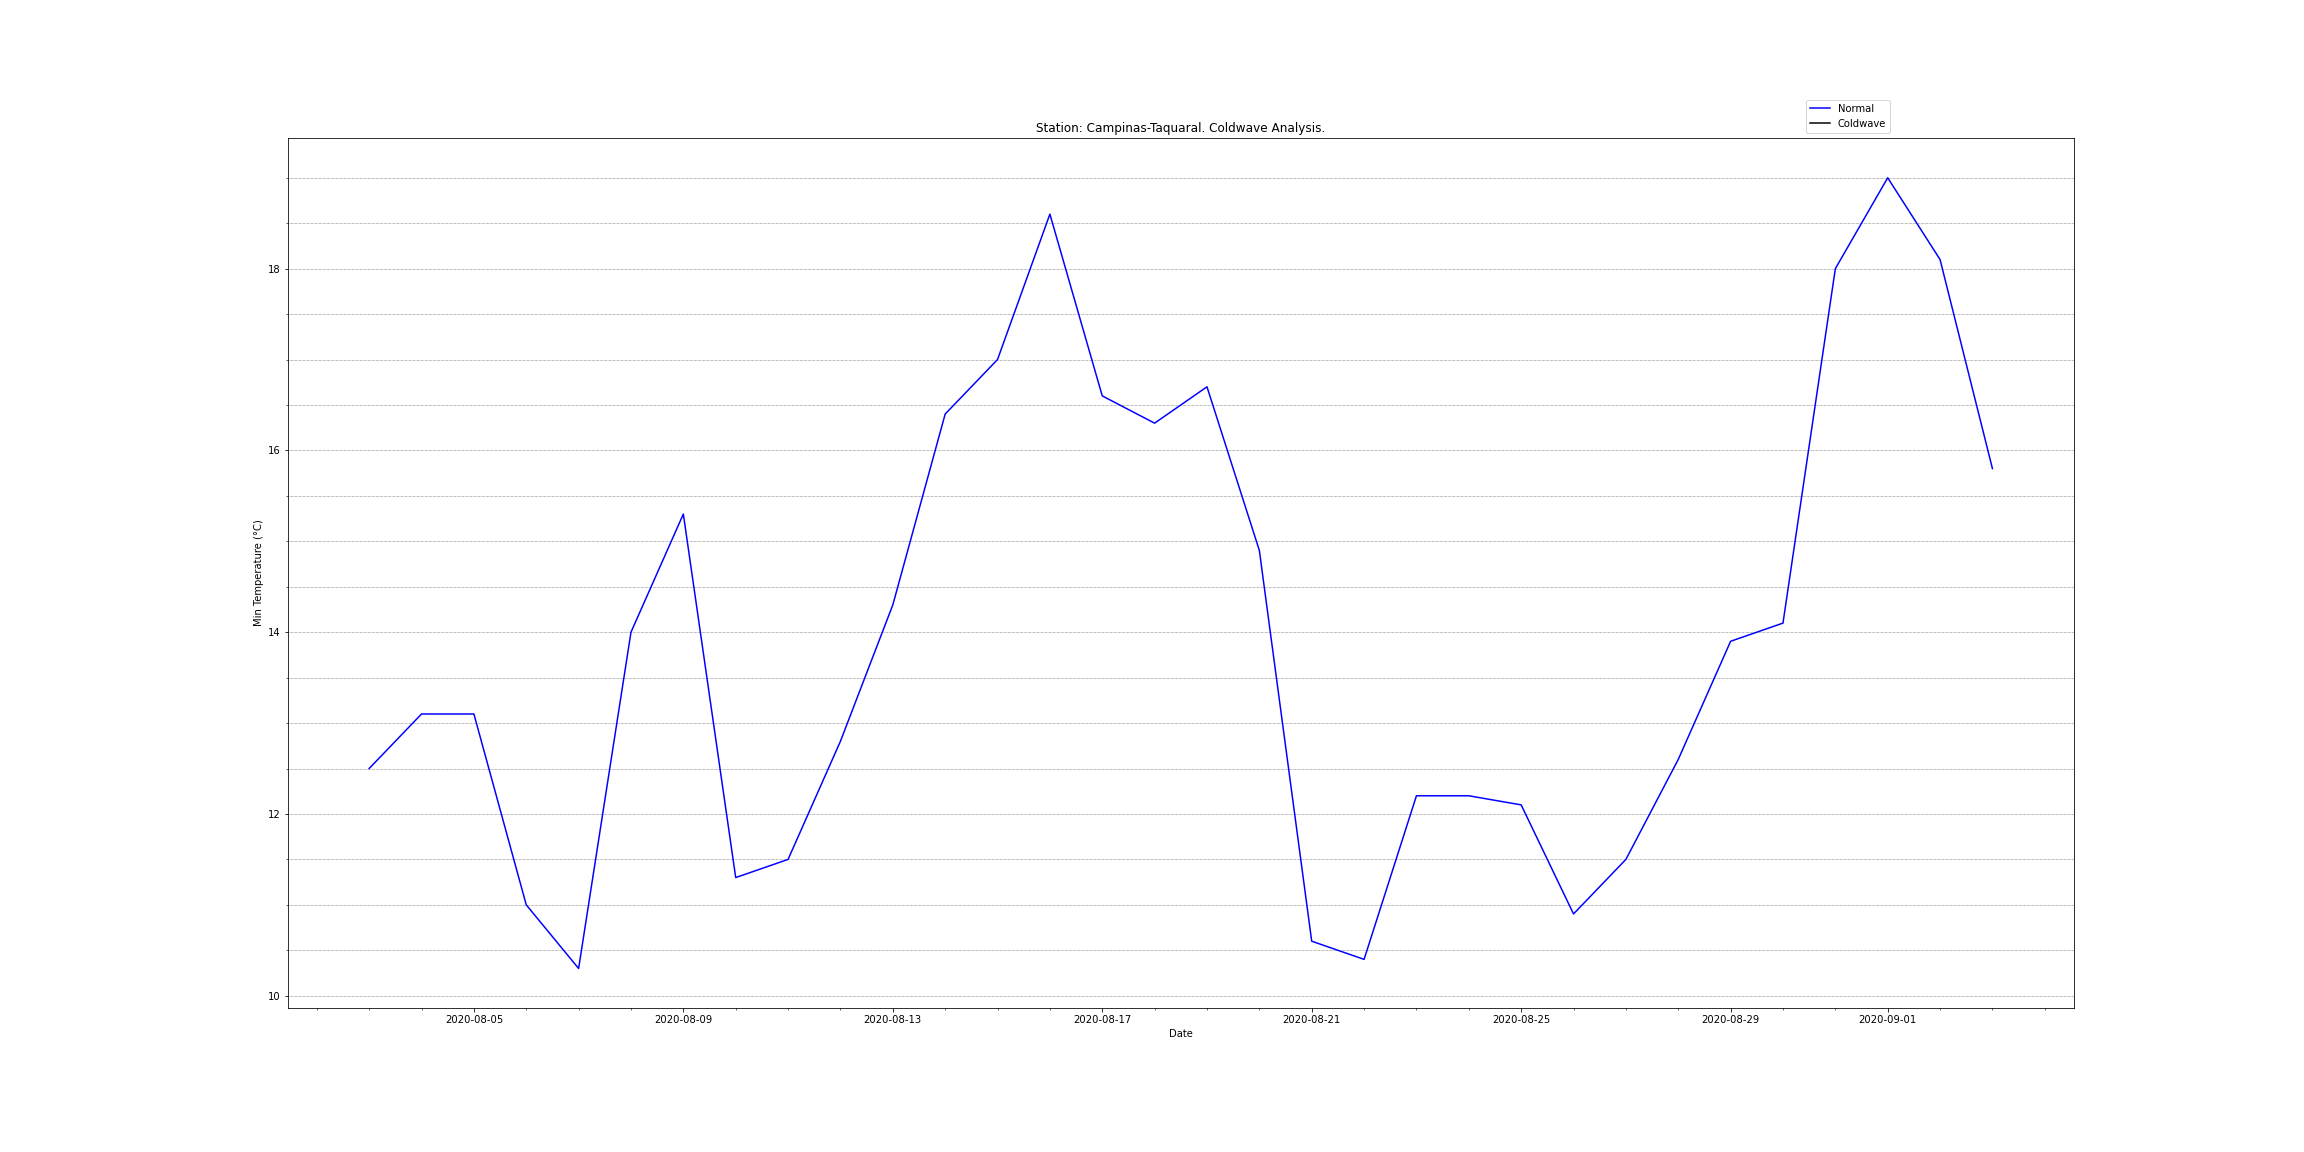 Normal
Coldwave
Station: Campinas-Taquaral. Coldwave Analysis.
Min Temperature (°C)
18
16
14
12
10
2020-08-05 2020-08-09 2020-08-13 2020-08-17 2020-08-21 2020-08-25 2020-08-29 2020-09-01
Date